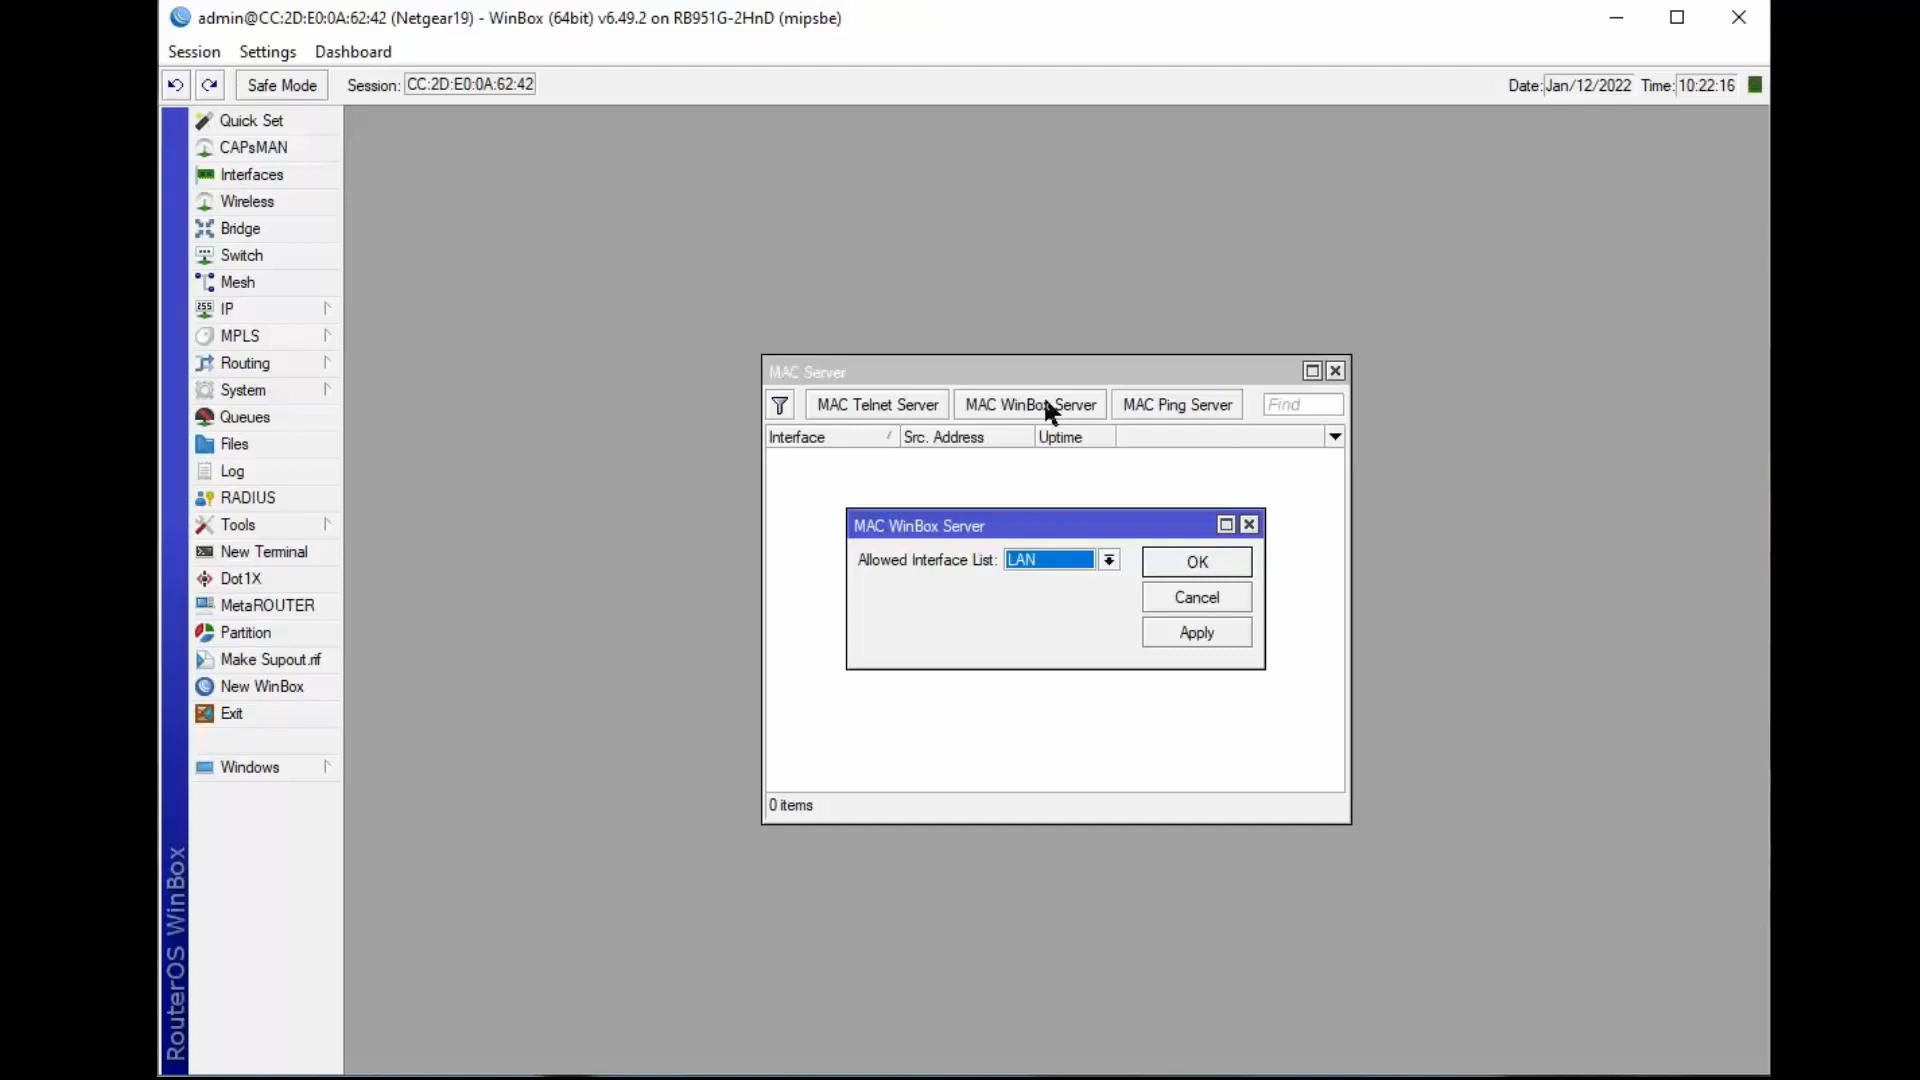 admin@CC:2D:E0:0A:62:42 (Netgear19) - WinBox (64bit) v6.49.2 on RB951G-2HnD (mipsbe)
Session Settings Dashboard
Safe Mode Session: CC:2D:E0:0A:62:42 Date: Jan/12/2022 Time: 10:22:16
Quick Set
CAPsMAN
Interfaces
Wireless
Bridge
Switch
Mesh
255 IP
MPLS
Routing
System
Queues
Files
Log
RADIUS
Tools
New Terminal
Dot1X
MetaROUTER
Partition
Make Supout.rif
New WinBox
Exit
Windows
RouterOS WinBox
MAC Server
MAC Telnet Server MAC WinBox Server MAC Ping Server Find
Interface Src. Address Uptime
MAC WinBox Server
Allowed Interface List: LAN OK
Cancel
Apply
0 items